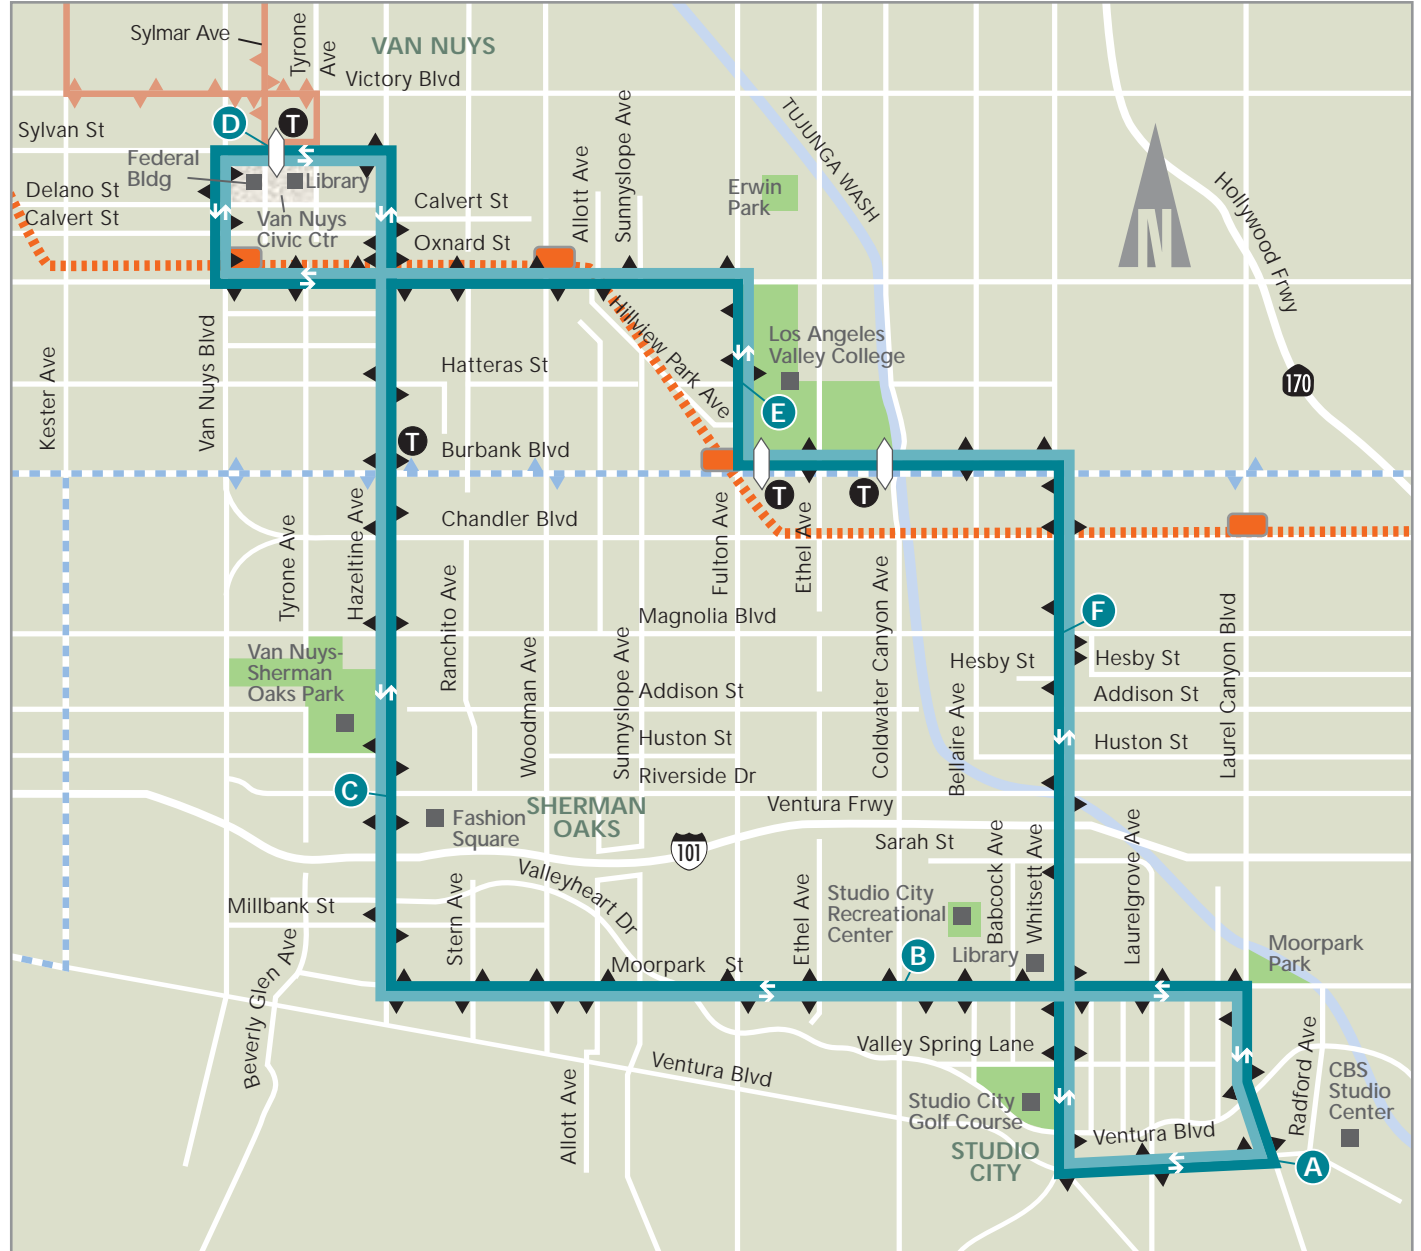 Sylmar Ave
Tyrone
Ave
VAN NUYS
Victory Blvd
Sylvan St
D
T
Federal
Bldg
Library
Delano St
Calvert St
Van Nuys
Civic Ctr
Calvert St
Oxnard St
Allott Ave
Sunnyslope Ave
TUJUNGA WASH
Erwin
Park
N
Hollywood Frwy
170
Hillview Park Ave
Los Angeles
Valley College
E
Kester Ave
Van Nuys Blvd
Hatteras St
T
Burbank Blvd
T
T
Chandler Blvd
Tyrone Ave
Hazeltine Ave
Ranchito Ave
Fulton Ave
Ethel Ave
Coldwater Canyon Ave
F
Magnolia Blvd
Van Nuys-
Sherman
Oaks Park
Woodman Ave
Sunnyslope Ave
Addison St
Huston St
Riverside Dr
Hesby St
Bellaire Ave
Hesby St
Addison St
Huston St
Laurel Canyon Blvd
C
Fashion
Square
SHERMAN
OAKS
Ventura Frwy
101
Sarah St
Valleyheart Dr
Millbank St
Stern Ave
Beverly Glen Ave
Ethel Ave
Studio City
Recreational
Center
Babcock Ave
Whitsett Ave
Laurelgrove Ave
Library
B
Moorpark St
Moorpark
Park
Valley Spring Lane
Ventura Blvd
Allott Ave
Studio City
Golf Course
STUDIO
CITY
Ventura Blvd
Radford Ave
CBS
Studio
Center
A